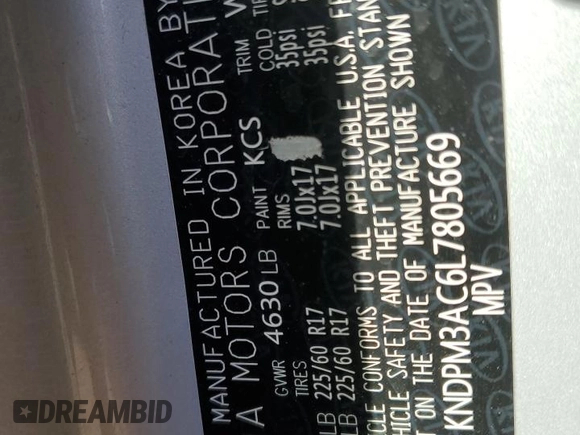 MANUFACTURED IN KOREA BY
A MOTORS CORPORATI
GVWR 4630LB PAINT KCS TRIM
TIRES RIMS COLD TIR
LB 225/60 R17 7.0Jx17 35psi
LB 225/60 R17 7.0Jx17 35psi
CLE CONFORMS TO ALL APPLICABLE U.S.A. FE
HICLE SAFETY AND THEFT PREVENTION STAN
T ON THE DATE OF MANUFACTURE SHOWN
KNDPM3AC6L7805669
MPV
KIA
DREAMBID